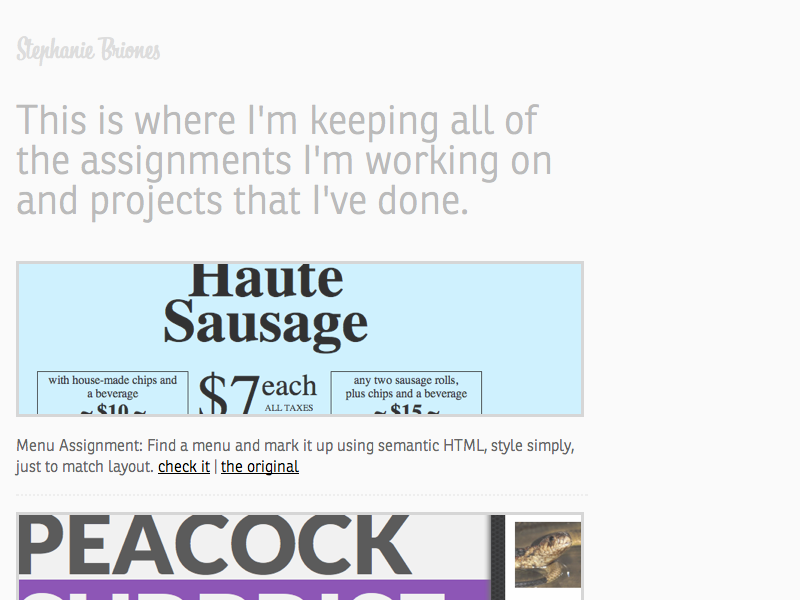 Stephanie Briones
This is where I'm keeping all of
the assignments I'm working on
and projects that I've done.
Haute
Sausage
with house-made chips and
a beverage
~ $10 ~
$7 each
ALL TAXES
any two sausage rolls,
plus chips and a beverage
~ $15 ~
Menu Assignment: Find a menu and mark it up using semantic HTML, style simply,
just to match layout. check it | the original
PEACOCK
SURPRISE